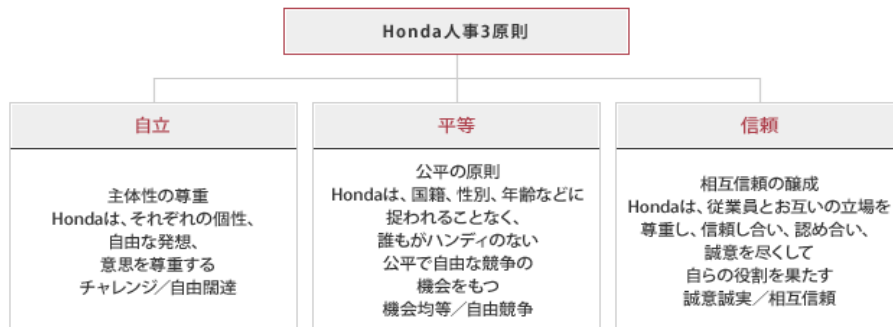 Honda人事3原則
自立
主体性の尊重
Hondaは、それぞれの個性、
自由な発想、
意思を尊重する
チャレンジ／自由闊達
平等
公平の原則
Hondaは、国籍、性別、年齢などに
捉われることなく、
誰もがハンディのない
公平で自由な競争の
機会をもつ
機会均等／自由競争
信頼
相互信頼の醸成
Hondaは、従業員とお互いの立場を
尊重し、信頼し合い、認め合い、
誠意を尽くして
自らの役割を果たす
誠意誠実／相互信頼